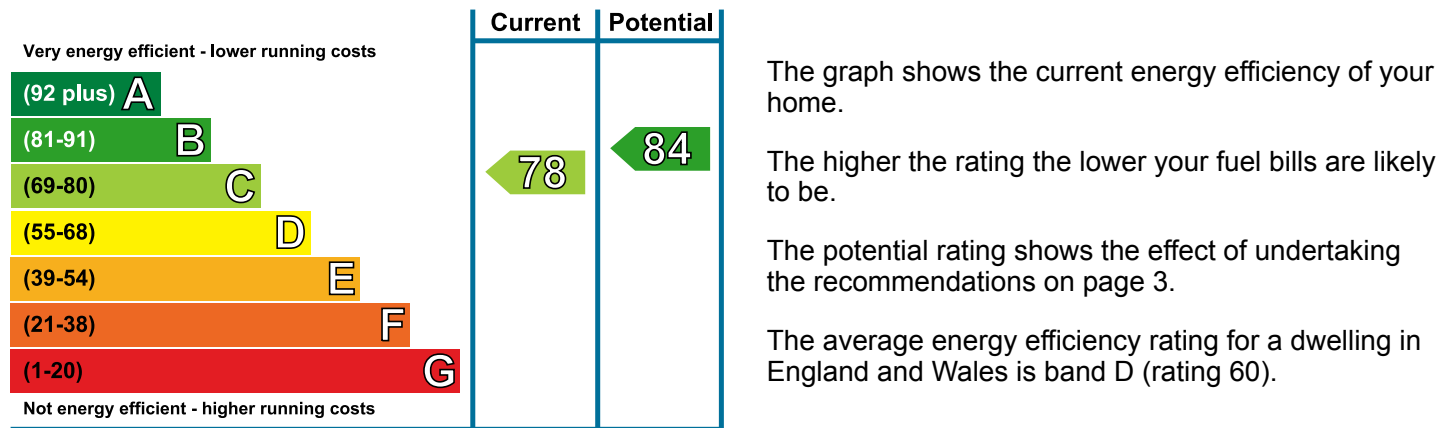 Current Potential
Very energy efficient - lower running costs
(92 plus) A
(81-91) B
(69-80) C
(55-68) D
(39-54) E
(21-38) F
(1-20) G
Not energy efficient - higher running costs
78
84
The graph shows the current energy efficiency of your
home.
The higher the rating the lower your fuel bills are likely
to be.
The potential rating shows the effect of undertaking
the recommendations on page 3.
The average energy efficiency rating for a dwelling in
England and Wales is band D (rating 60).